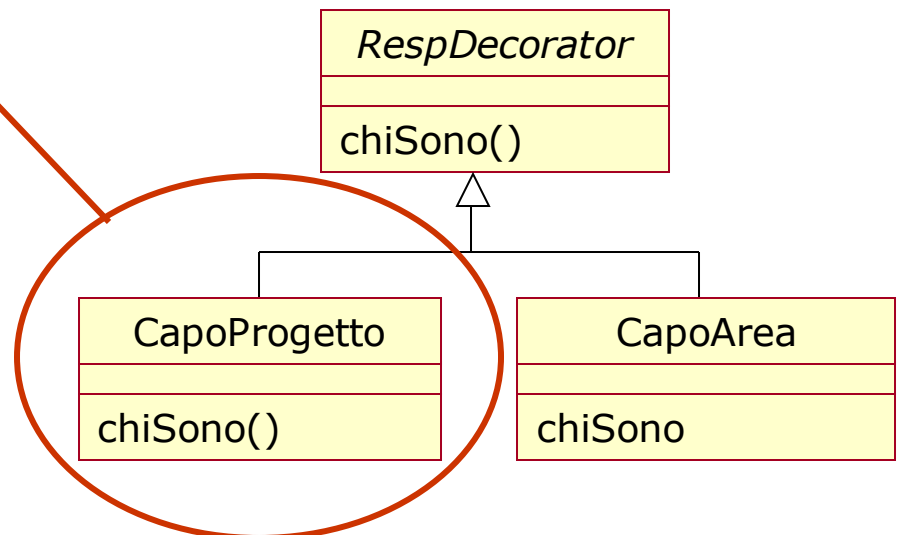 RespDecorator
chiSono()
CapoProgetto
chiSono()
CapoArea
chiSono